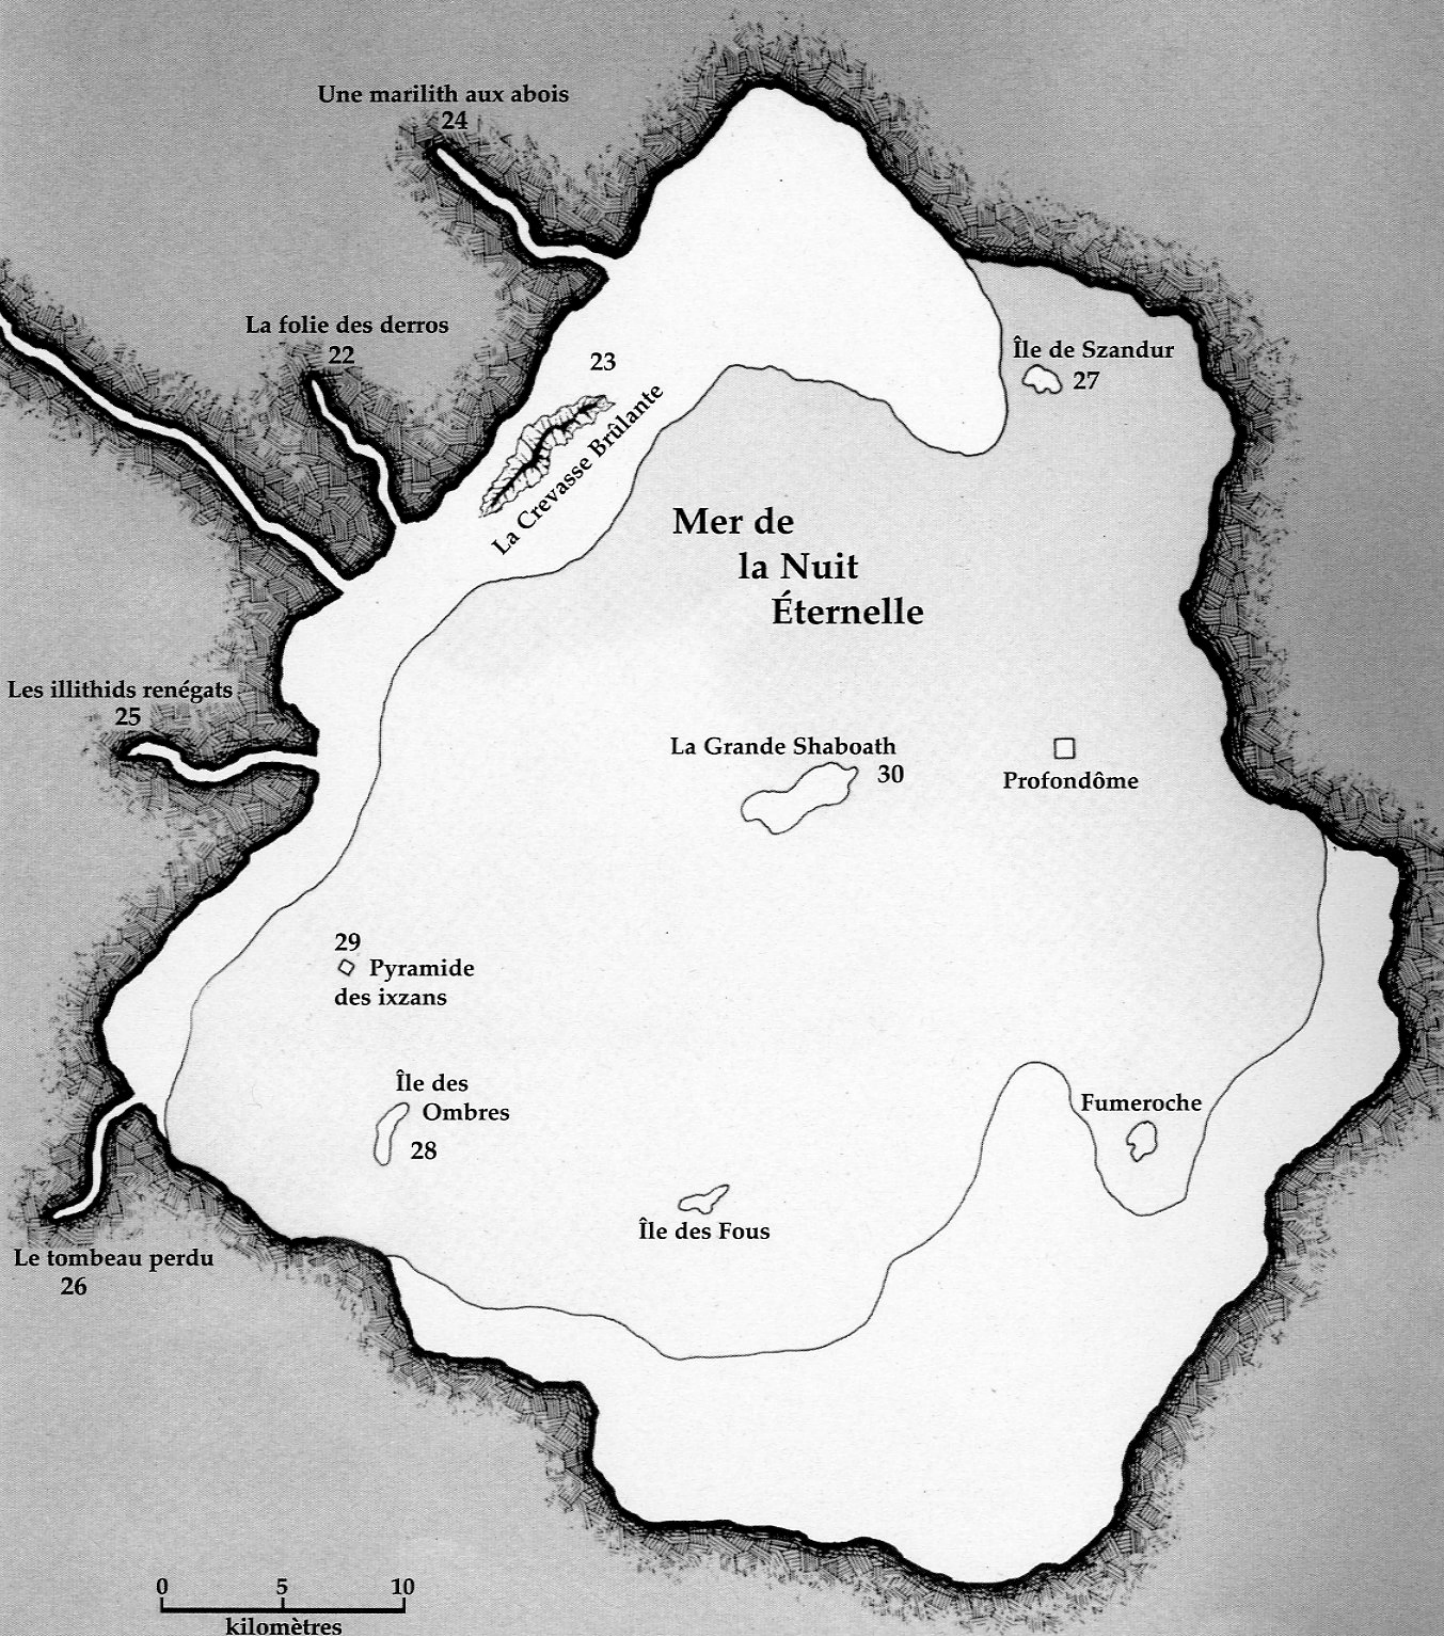 Une marilith aux abois
24
La folie des derros
22
23
La Crevasse Brûlante
Île de Szandur
27
Mer de
la Nuit
Éternelle
Les illithids renégats
25
La Grande Shaboath
30
Profondôme
29
Pyramide
des ixzans
Île des
Ombres
28
Fumeroche
Île des Fous
Le tombeau perdu
26
0 5 10
kilomètres